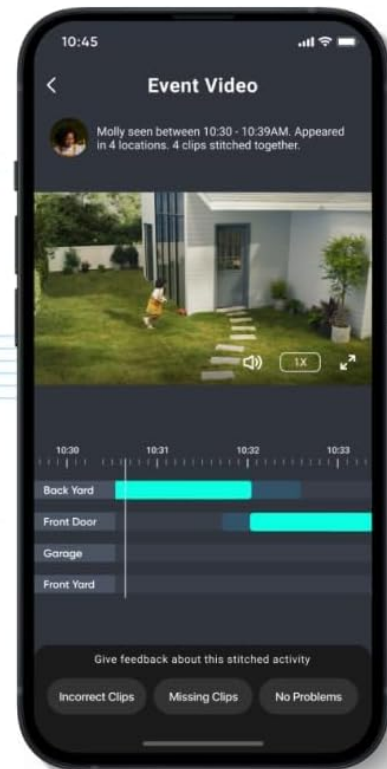 10:45
Event Video
Molly seen between 10:30 - 10:39AM. Appeared
in 4 locations. 4 clips stitched together.
1X
10:30 10:31 10:32 10:33
Back Yard
Front Door
Garage
Front Yard
Give feedback about this stitched activity
Incorrect Clips Missing Clips No Problems